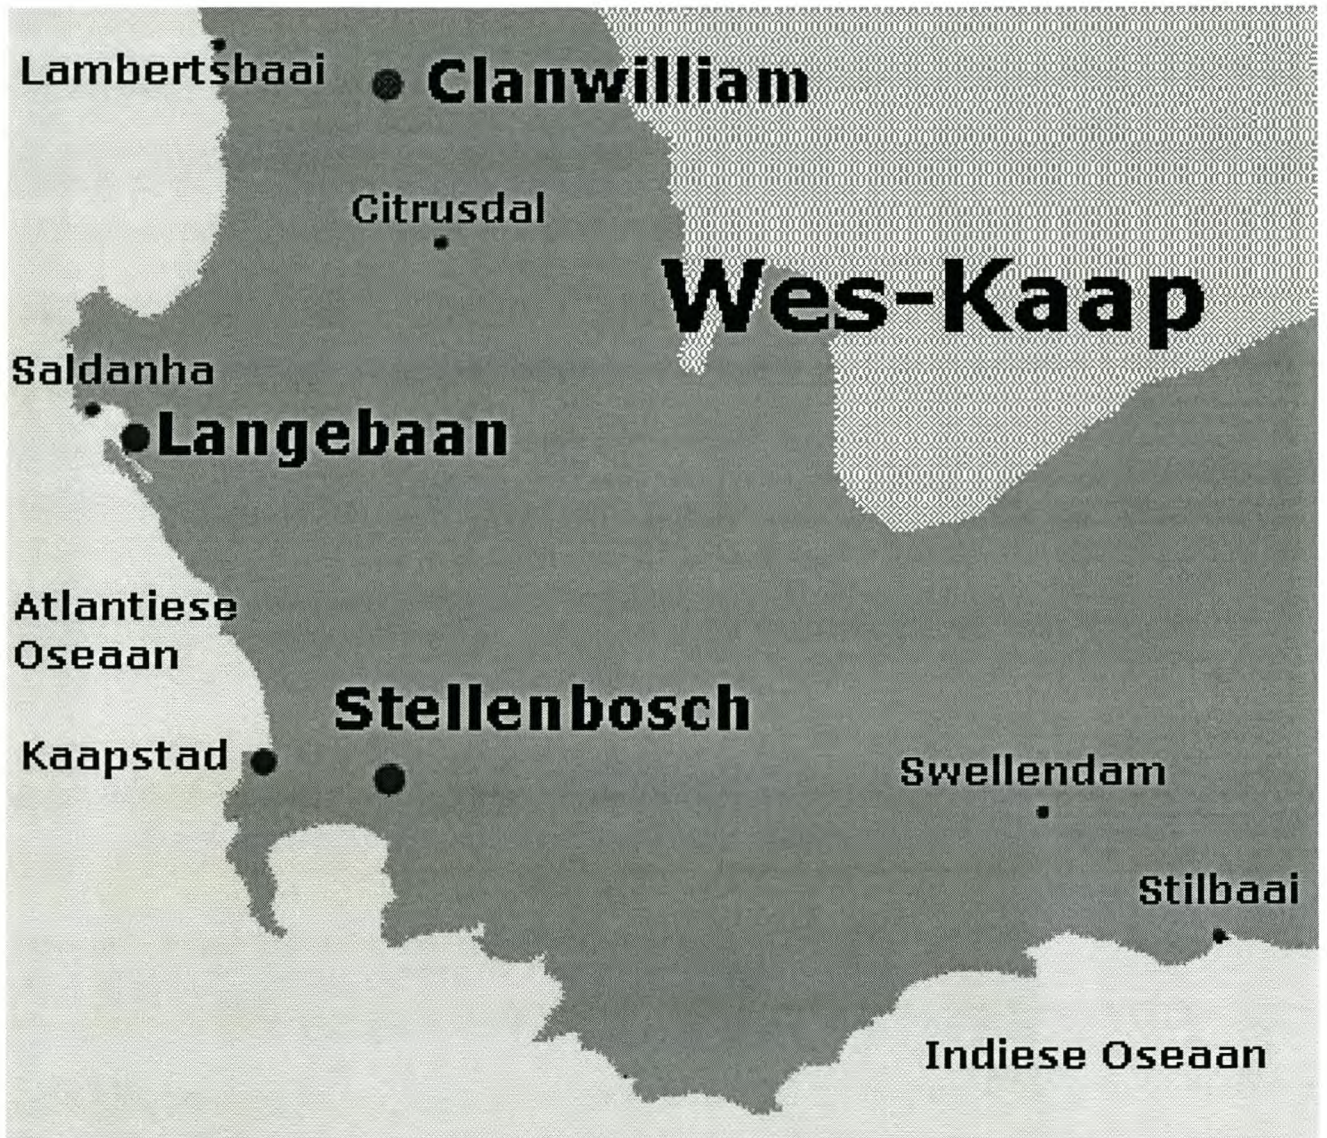 Lambertsbaai
Clanwilliam
Citrusdal
Wes-Kaap
Saldanha
Langebaan
Atlantiese
Oseaan
Stellenbosch
Kaapstad
Swellendam
Stilbaai
Indiese Oseaan